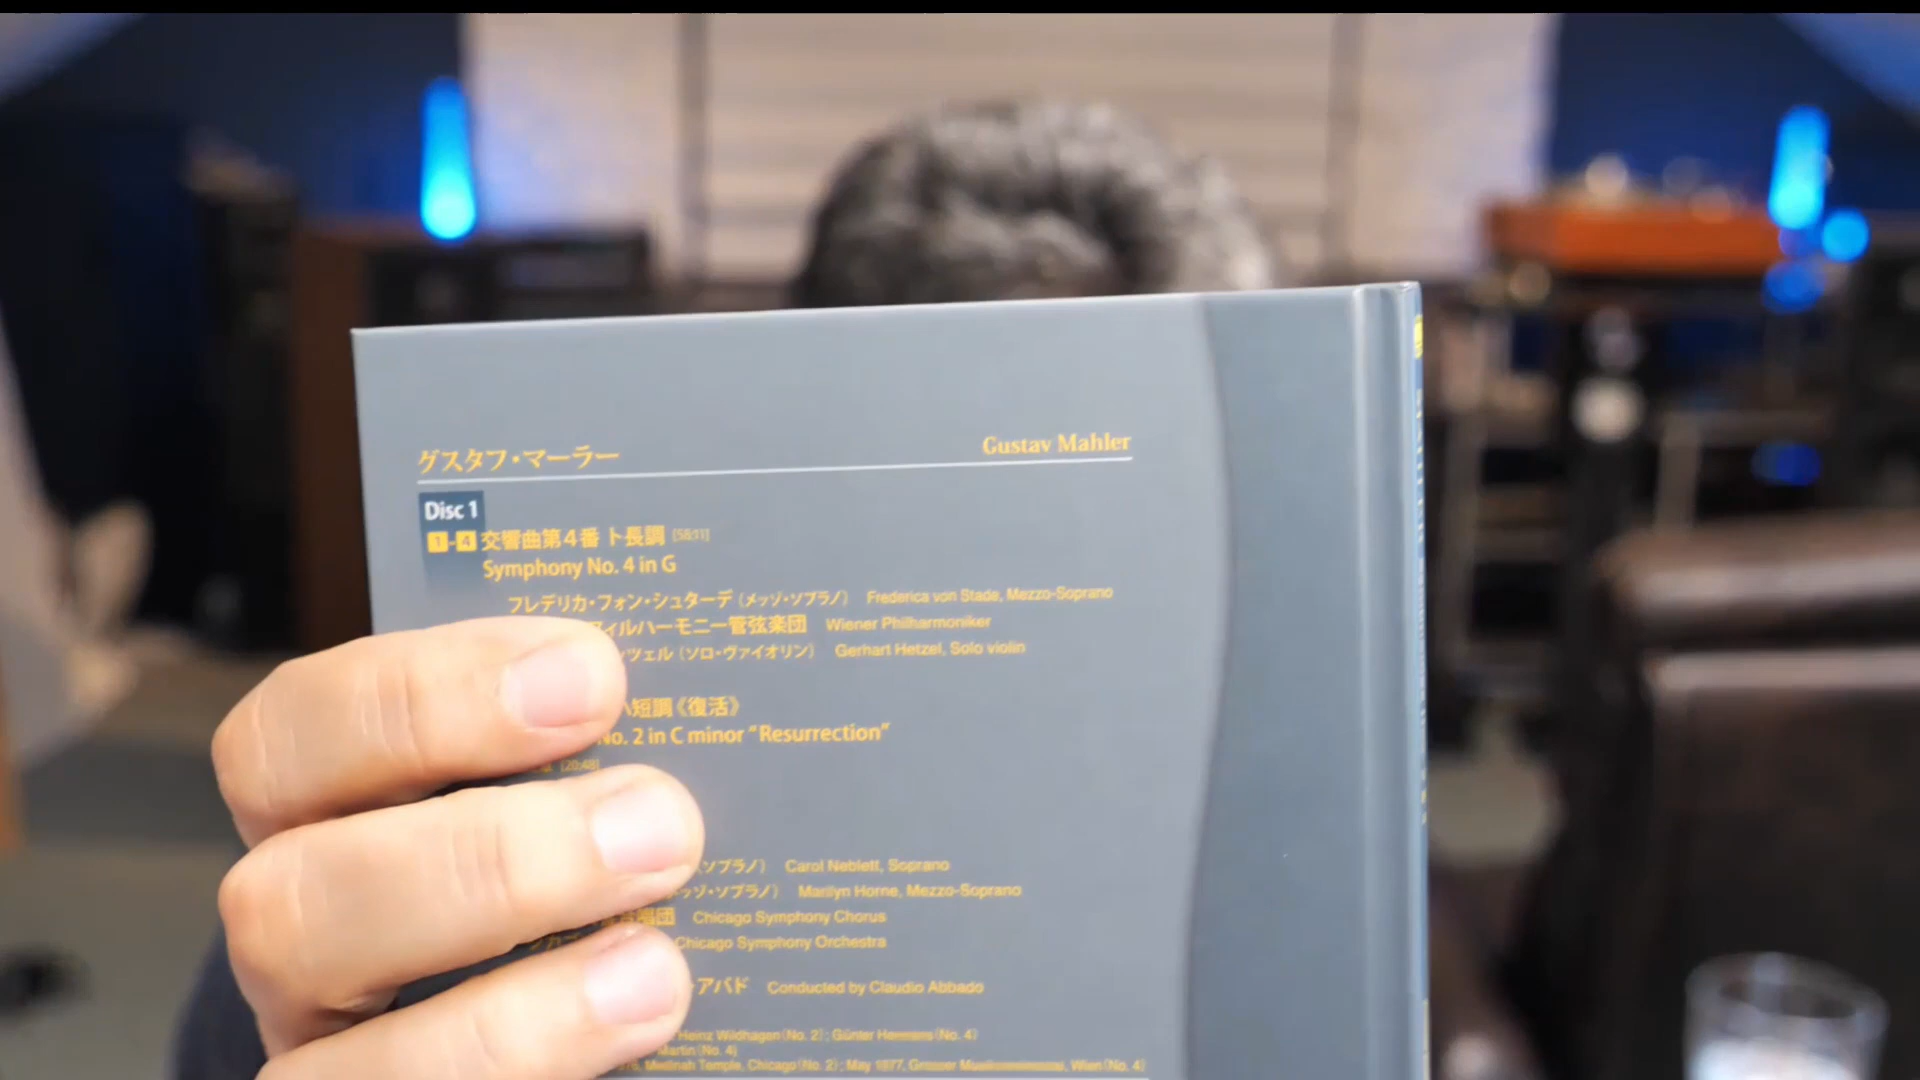 グスタフ・マーラー
Gustav Mahler
Disc 1
1-4 交響曲第4番 ト長調 [58:11]
Symphony No. 4 in G
フレデリカ・フォン・シュターデ（メッゾ・ソプラノ） Frederica von Stade, Mezzo-Soprano
ィルハーモニー管弦楽団 Wiener Philharmoniker
ツェル（ソロ・ヴァイオリン） Gerhart Hetzel, Solo violin
ハ短調《復活》
No. 2 in C minor “Resurrection”
[20:48]
ソプラノ） Carol Neblett, Soprano
ッゾ・ソプラノ） Marilyn Horne, Mezzo-Soprano
合唱団 Chicago Symphony Chorus
Chicago Symphony Orchestra
アバド Conducted by Claudio Abbado
Heinz Wildhagen (No. 2) ; Günter Hermanns (No. 4)
Martin (No. 4)
Medinah Temple, Chicago (No. 2) ; May 1977, Grosser Musikvereinssaal, Wien (No. 4)